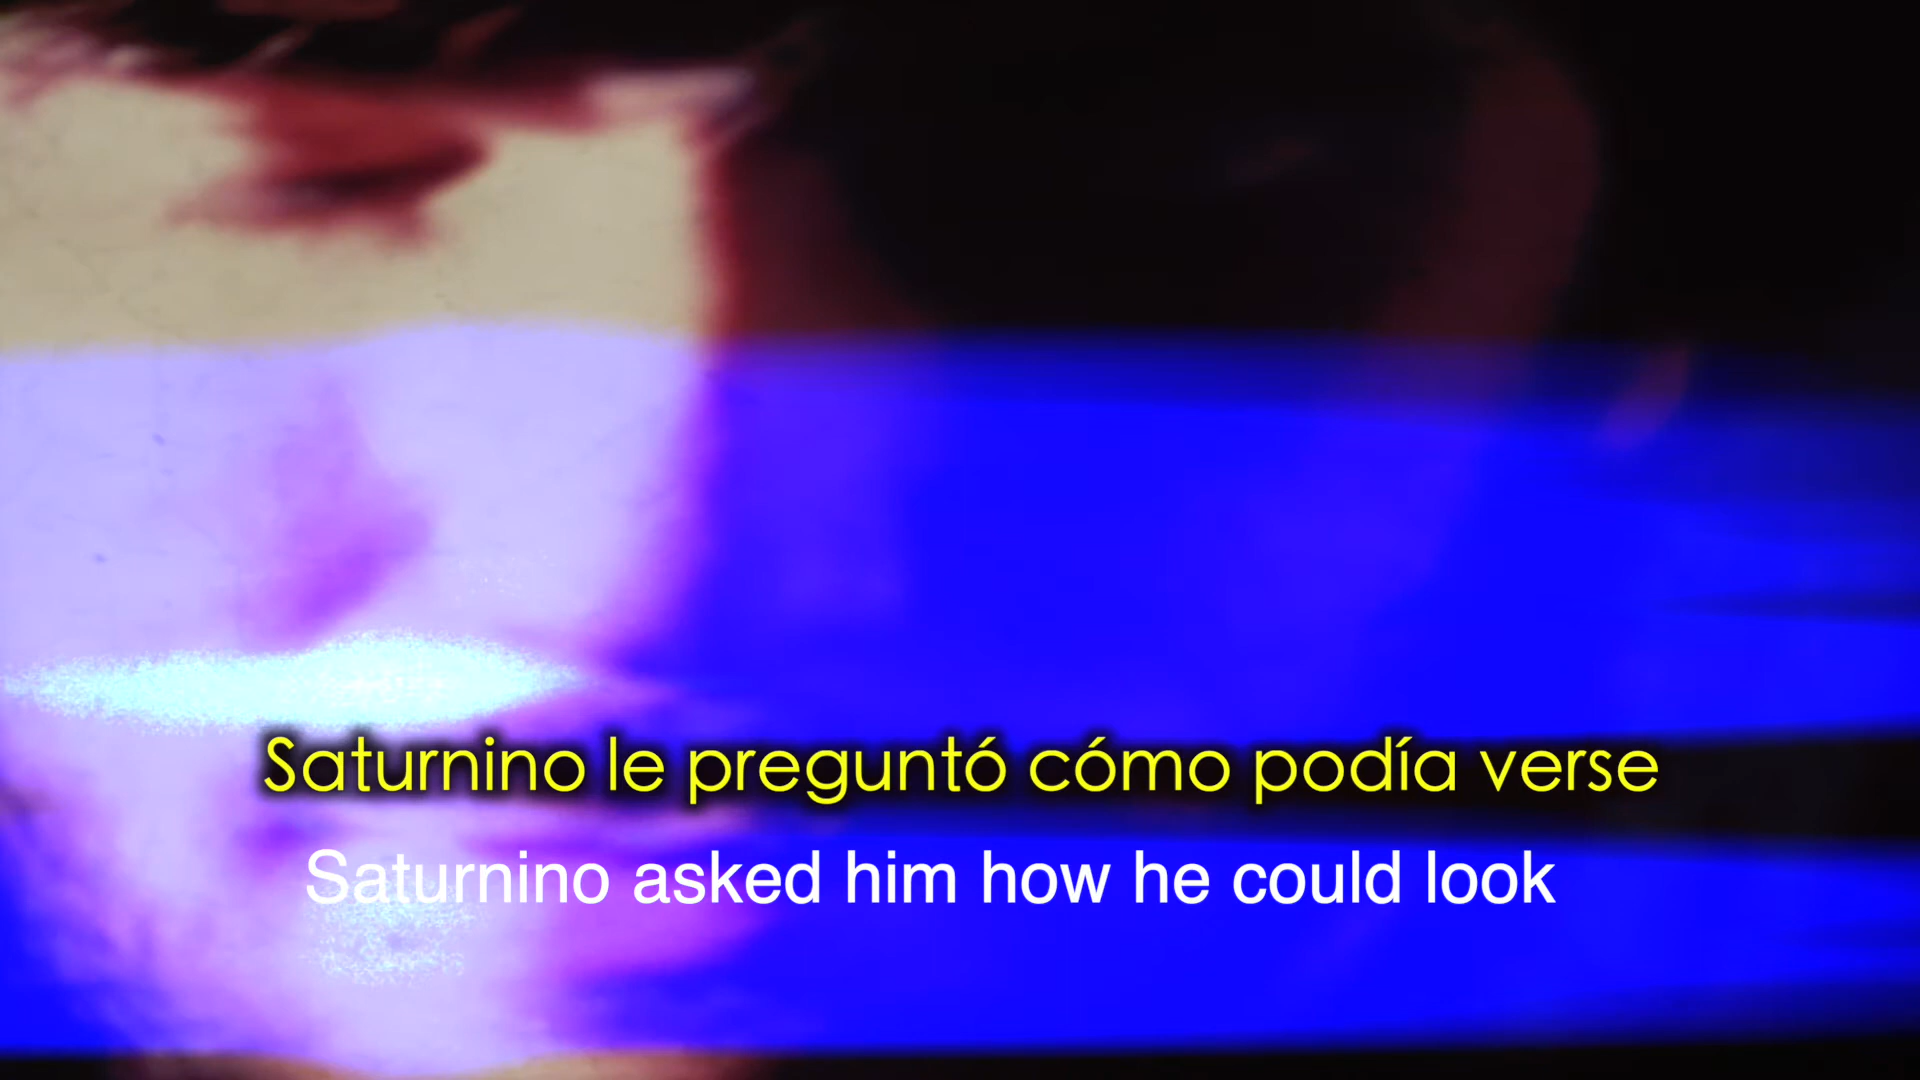 Saturnino le preguntó cómo podía verse
Saturnino asked him how he could look